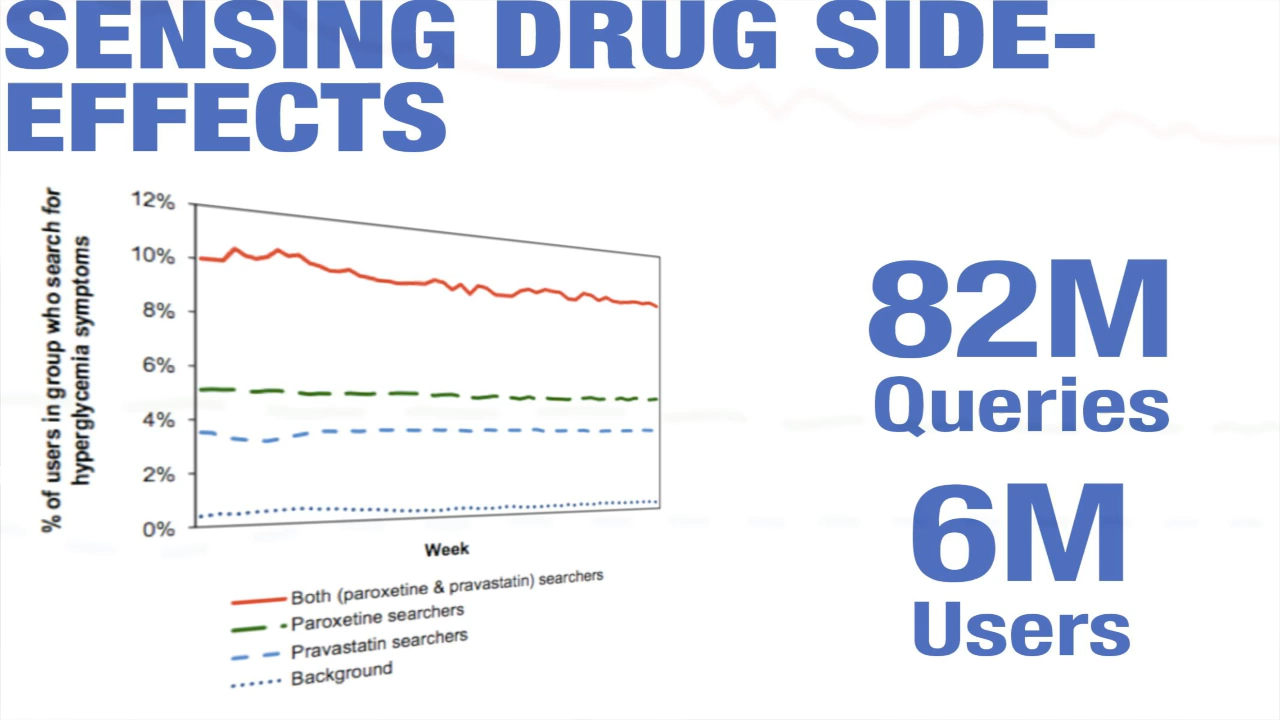 SENSING DRUG SIDE-
EFFECTS
% of users in group who search for
hyperglycemia symptoms
12%
10%
8%
6%
4%
2%
0%
Week
Both (paroxetine & pravastatin) searchers
Paroxetine searchers
Pravastatin searchers
Background
82M
Queries
6M
Users